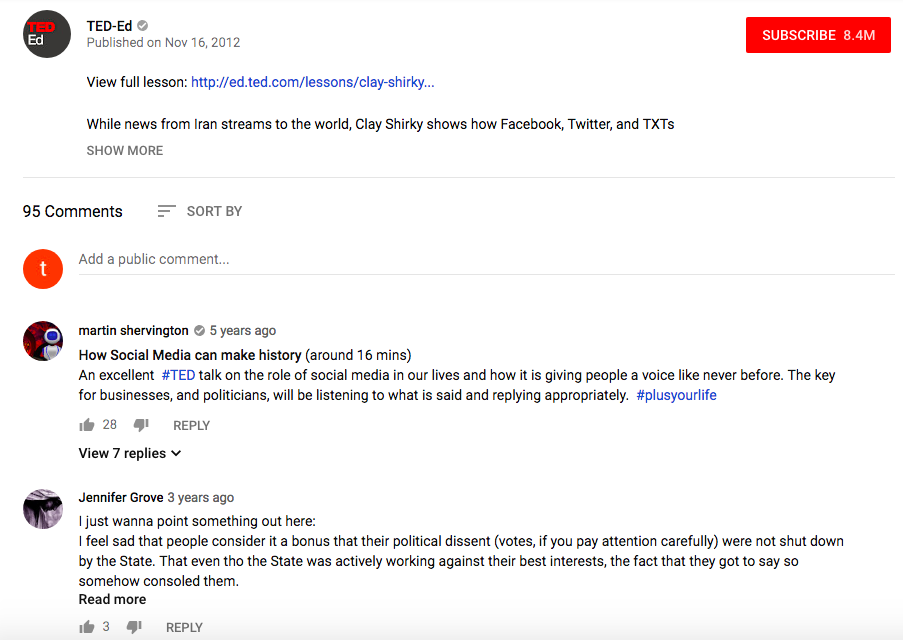 TED
Ed
TED-Ed
Published on Nov 16, 2012
SUBSCRIBE 8.4M
View full lesson: http://ed.ted.com/lessons/clay-shirky...
While news from Iran streams to the world, Clay Shirky shows how Facebook, Twitter, and TXTs
SHOW MORE
95 Comments
SORT BY
t
Add a public comment...
martin shervington 5 years ago
How Social Media can make history (around 16 mins)
An excellent #TED talk on the role of social media in our lives and how it is giving people a voice like never before. The key
for businesses, and politicians, will be listening to what is said and replying appropriately. #plusyourlife
28 REPLY
View 7 replies
Jennifer Grove 3 years ago
I just wanna point something out here:
I feel sad that people consider it a bonus that their political dissent (votes, if you pay attention carefully) were not shut down
by the State. That even tho the State was actively working against their best interests, the fact that they got to say so
somehow consoled them.
Read more
3 REPLY